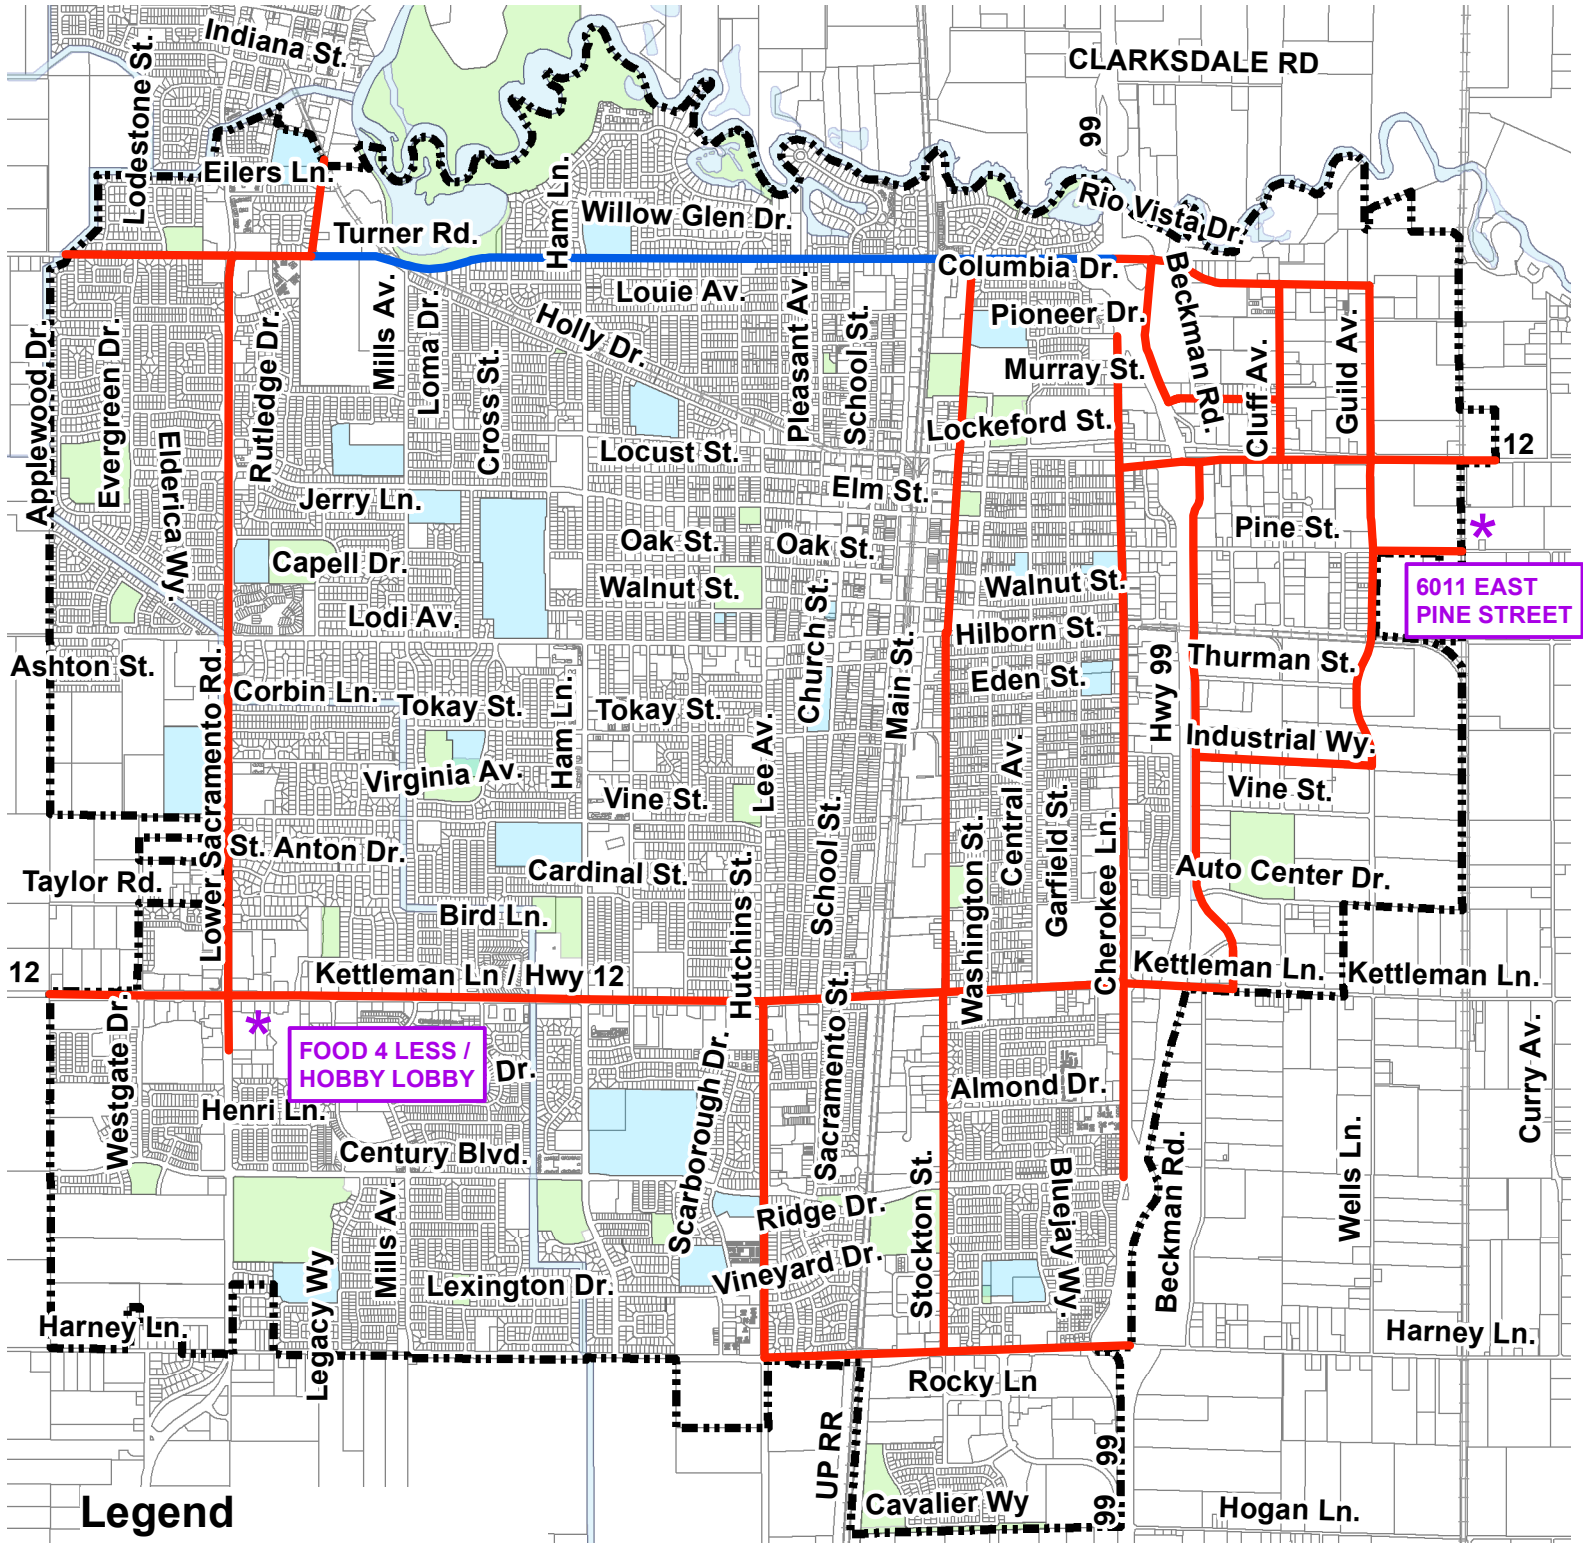 Indiana St.
CLARKSDALE RD
Lodestone St.
99
Eilers Ln.
Ham Ln.
Willow Glen Dr.
Rio Vista Dr.
Turner Rd.
Columbia Dr.
Beckman Rd.
Louie Av.
Pioneer Dr.
Holly Dr.
Mills Av.
Loma Dr.
Pleasant Av.
School St.
Murray St.
Applewood Dr.
Evergreen Dr.
Rutledge Dr.
Cross St.
Cluff Av.
Guild Av.
Elderica Wy.
Lockeford St.
Locust St.
12
Elm St.
Jerry Ln.
Pine St.
*
Oak St.
Oak St.
Capell Dr.
Walnut St.
Walnut St.
6011 EAST
PINE STREET
Lodi Av.
Church St.
Main St.
Hilborn St.
Ashton St.
Hwy 99
Thurman St.
Eden St.
Corbin Ln.
Tokay St.
Tokay St.
Lower Sacramento Rd.
Ham Ln.
Lee Av.
Industrial Wy.
Virginia Av.
Vine St.
Vine St.
Central Av.
St. Anton Dr.
School St.
Washington St.
Garfield St.
Cherokee Ln.
Taylor Rd.
Cardinal St.
Auto Center Dr.
Hutchins St.
Bird Ln.
12
Kettleman Ln / Hwy 12
Kettleman Ln.
Kettleman Ln.
*
Westgate Dr.
FOOD 4 LESS /
HOBBY LOBBY
Dr.
Scarborough Dr.
Sacramento St.
Almond Dr.
Curry Av.
Henri Ln.
Century Blvd.
Stockton St.
Bluejay Wy.
Beckman Rd.
Wells Ln.
Ridge Dr.
Mills Av.
Vineyard Dr.
Legacy Wy
Lexington Dr.
Harney Ln.
Harney Ln.
Rocky Ln
UP RR
99
99
Legend
Cavalier Wy
Hogan Ln.